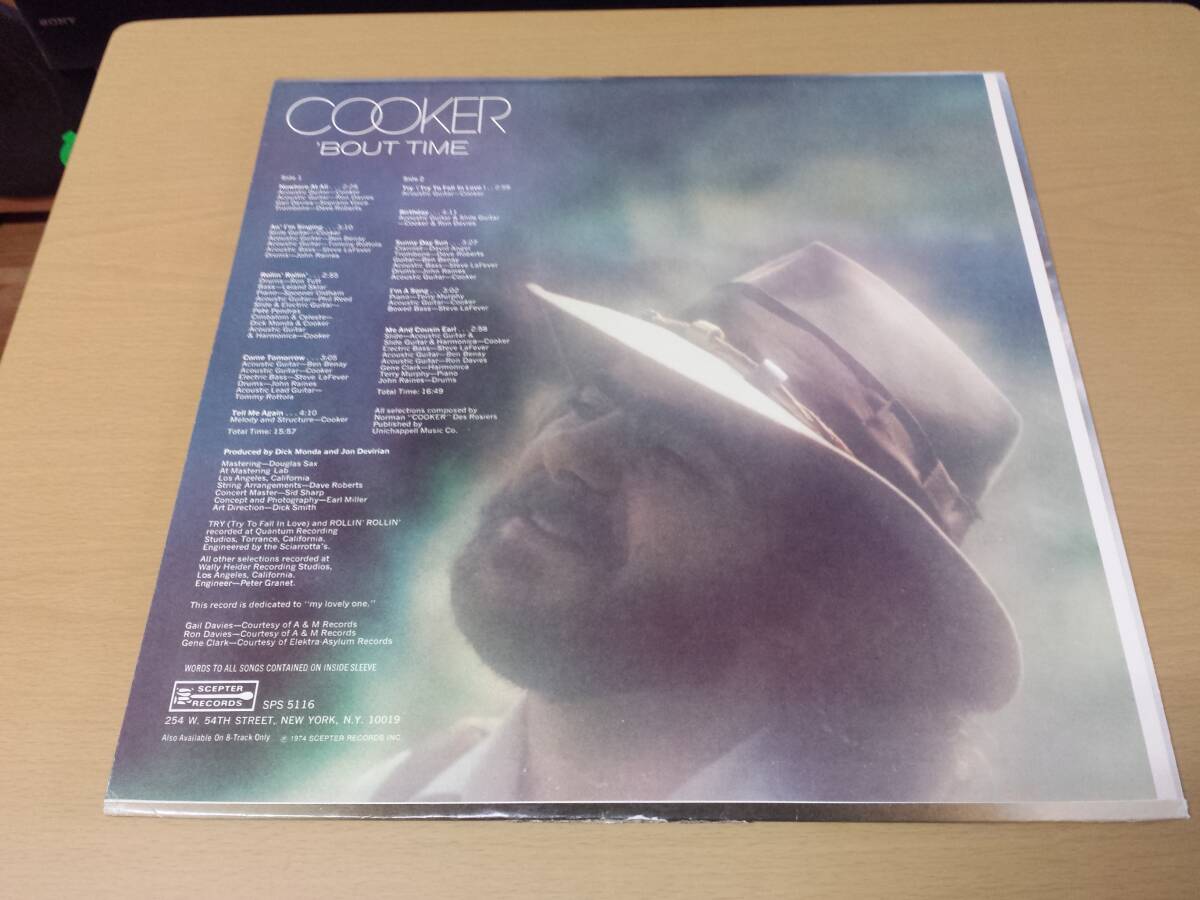 SONY
COOKER
'BOUT TIME
Side 1
Nowhere At All . . . 2:25
Acoustic Guitar—Cooker
Acoustic Guitar—Ron Davies
Gail Davies—Soprano Voice
Trombone—Dave Roberts
An' I'm Singing . . . 3:10
Slide Guitar—Cooker
Acoustic Guitar—Ben Benay
Acoustic Guitar—Tommy Rottola
Acoustic Bass—Steve LaFever
Drums—John Raines
Rollin' Rollin' . . . 2:55
Drums—Ron Tutt
Bass—Leland Sklar
Piano—Spooner Oldham
Acoustic Guitar—Phil Reed
Slide & Electric Guitar—
Pete Pendras
Cimbalom & Celeste—
Dick Monda & Cooker
Acoustic Guitar
& Harmonica—Cooker
Come Tomorrow . . . 3:05
Acoustic Guitar—Ben Benay
Acoustic Guitar—Cooker
Electric Bass—Steve LaFever
Drums—John Raines
Acoustic Lead Guitar—
Tommy Rottola
Tell Me Again . . . 4:10
Melody and Structure—Cooker
Total Time: 15:57
Side 2
Try (Try To Fall In Love) . . 2:59
Acoustic Guitar—Cooker
Birthday . . . 4:11
Acoustic Guitar & Slide Guitar
—Cooker & Ron Davies
Sunny Day Sun . . . 3:27
Clarinet—David Angel
Trombone—Dave Roberts
Guitar—Ben Benay
Acoustic Bass—Steve LaFever
Drums—John Raines
Acoustic Guitar—Cooker
I'm A Song . . . 3:02
Piano—Terry Murphy
Acoustic Guitar—Cooker
Bowed Bass—Steve LaFever
Me And Cousin Earl . . . 2:58
Slide—Acoustic Guitar &
Slide Guitar & Harmonica—Cooker
Electric Bass—Steve LaFever
Acoustic Guitar—Ben Benay
Acoustic Guitar—Ron Davies
Gene Clark—Harmonica
Terry Murphy—Piano
John Raines—Drums
Total Time: 16:49
All selections composed by
Norman "COOKER" Des Rosiers
Published by
Unichappell Music Co.
Produced by Dick Monda and Jon Devirian
Mastering—Douglas Sax
At Mastering Lab
Los Angeles, California
String Arrangements—Dave Roberts
Concert Master—Sid Sharp
Concept and Photography—Earl Miller
Art Direction—Dick Smith
TRY (Try To Fall In Love) and ROLLIN' ROLLIN'
recorded at Quantum Recording
Studios, Torrance, California.
Engineered by the Sciarrotta's.
All other selections recorded at
Wally Heider Recording Studios,
Los Angeles, California.
Engineer—Peter Granet.
This record is dedicated to "my lovely one."
Gail Davies—Courtesy of A & M Records
Ron Davies—Courtesy of A & M Records
Gene Clark—Courtesy of Elektra-Asylum Records
WORDS TO ALL SONGS CONTAINED ON INSIDE SLEEVE
SCEPTER
RECORDS
SPS 5116
254 W. 54TH STREET, NEW YORK, N.Y. 10019
Also Available On 8-Track Only ℗ 1974 SCEPTER RECORDS INC.